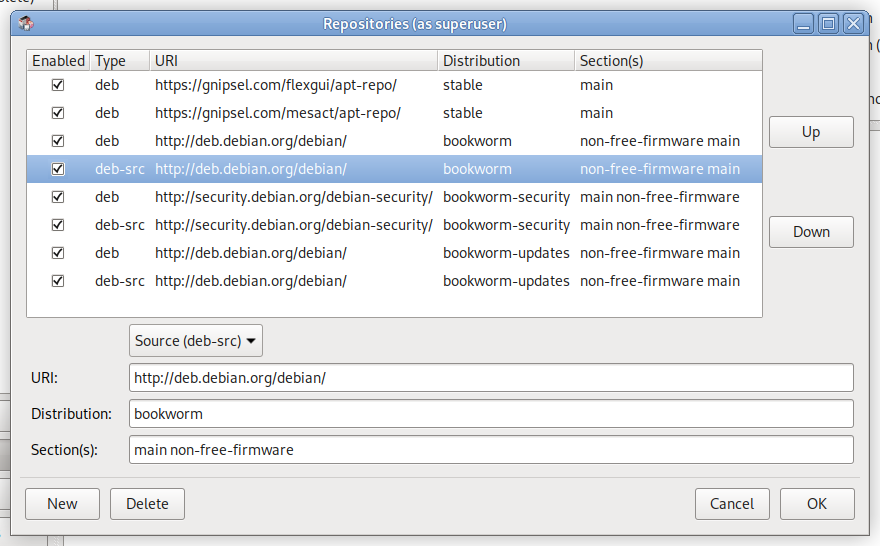 Repositories (as superuser)
Enabled Type URI Distribution Section(s)
deb https://gnipsel.com/flexgui/apt-repo/ stable main
deb https://gnipsel.com/mesact/apt-repo/ stable main
deb http://deb.debian.org/debian/ bookworm non-free-firmware main
deb-src http://deb.debian.org/debian/ bookworm non-free-firmware main
deb http://security.debian.org/debian-security/ bookworm-security main non-free-firmware
deb-src http://security.debian.org/debian-security/ bookworm-security main non-free-firmware
deb http://deb.debian.org/debian/ bookworm-updates non-free-firmware main
deb-src http://deb.debian.org/debian/ bookworm-updates non-free-firmware main
Up
Down
Source (deb-src)
URI: http://deb.debian.org/debian/
Distribution: bookworm
Section(s): main non-free-firmware
New Delete Cancel OK